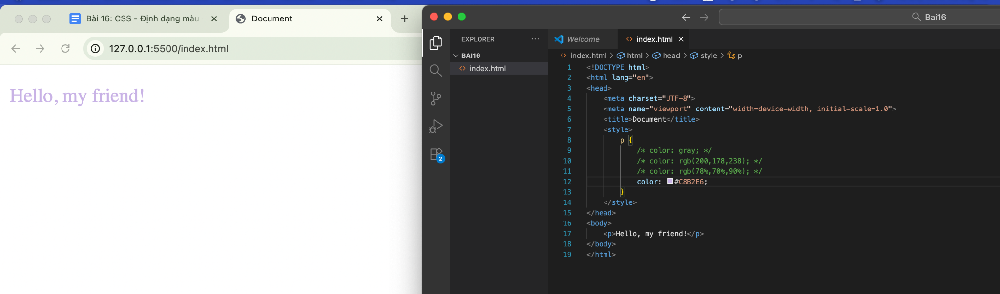 Bài 16: CSS - Định dạng màu
Document
127.0.0.1:5500/index.html
Hello, my friend!
Bai16
EXPLORER
BAI16
index.html
2
Welcome
index.html
index.html > html > head > style > p
1 <!DOCTYPE html>
2 <html lang="en">
3 <head>
4 <meta charset="UTF-8">
5 <meta name="viewport" content="width=device-width, initial-scale=1.0">
6 <title>Document</title>
7 <style>
8 p {
9 /* color: gray; */
10 /* color: rgb(200,178,238); */
11 /* color: rgb(78%,70%,90%); */
12 color: #C8B2E6;
13 }
14 </style>
15 </head>
16 <body>
17 <p>Hello, my friend!</p>
18 </body>
19 </html>